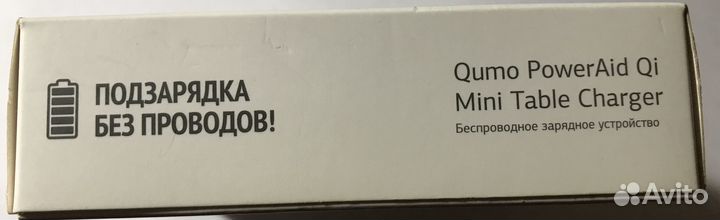 ПОДЗАРЯДКА
БЕЗ ПРОВОДОВ!
Qumo PowerAid Qi
Mini Table Charger
Беспроводное зарядное устройство
Avito